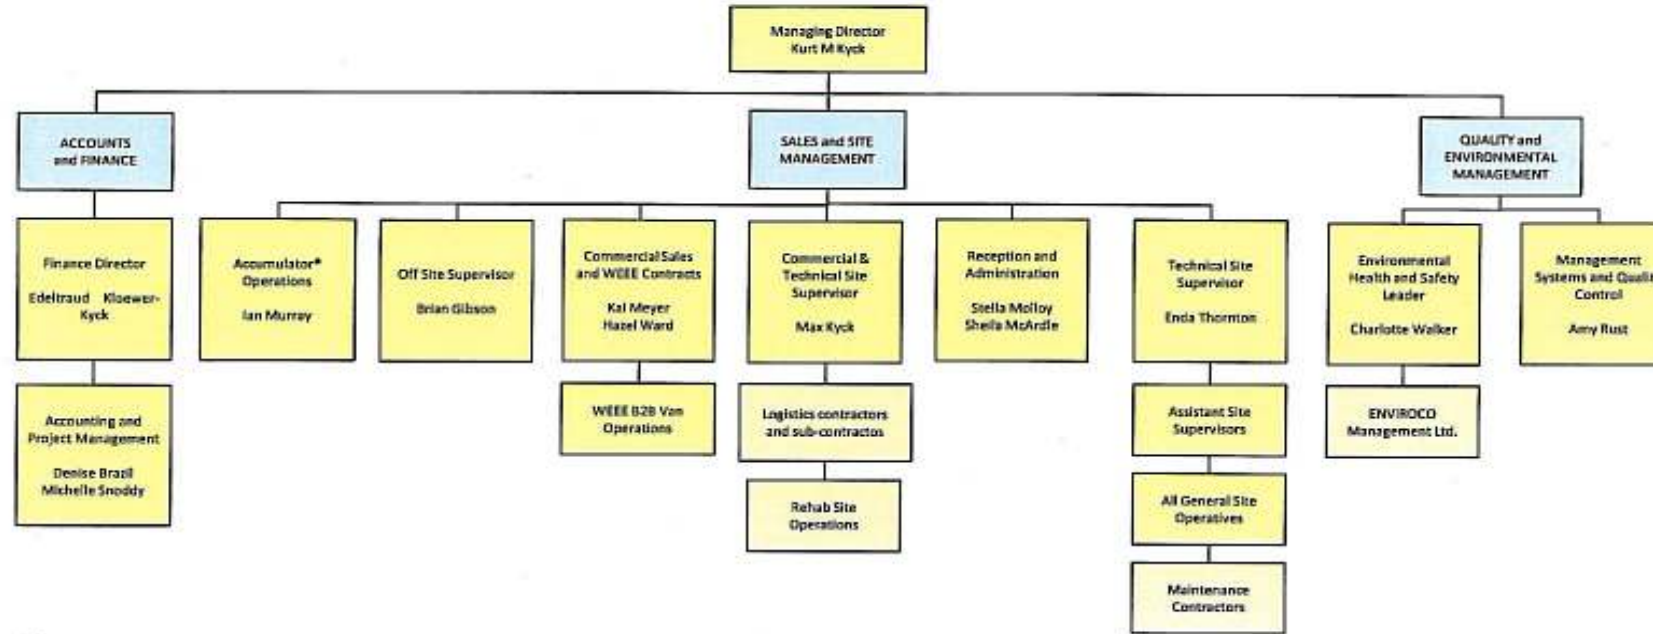 Managing Director
Kurt M Kyck
ACCOUNTS
and FINANCE
SALES and SITE
MANAGEMENT
QUALITY and
ENVIRONMENTAL
MANAGEMENT
Finance Director
Edeltraud Kloewer-
Kyck
Accumulator*
Operations
Ian Murray
Off Site Supervisor
Brian Gibson
Commercial Sales
and WEEE Contracts
Kal Meyer
Hazel Ward
Commercial &
Technical Site
Supervisor
Max Kyck
Reception and
Administration
Stella Molloy
Sheila McArdle
Technical Site
Supervisor
Enda Thornton
Environmental
Health and Safety
Leader
Charlotte Walker
Management
Systems and Quality
Control
Amy Rust
Accounting and
Project Management
Denise Brazil
Michelle Snoddy
WEEE B2B Van
Operations
Logistics contractors
and sub-contractos
Rehab Site
Operations
Assistant Site
Supervisors
All General Site
Operatives
Maintenance
Contractors
ENVIROCO
Management Ltd.